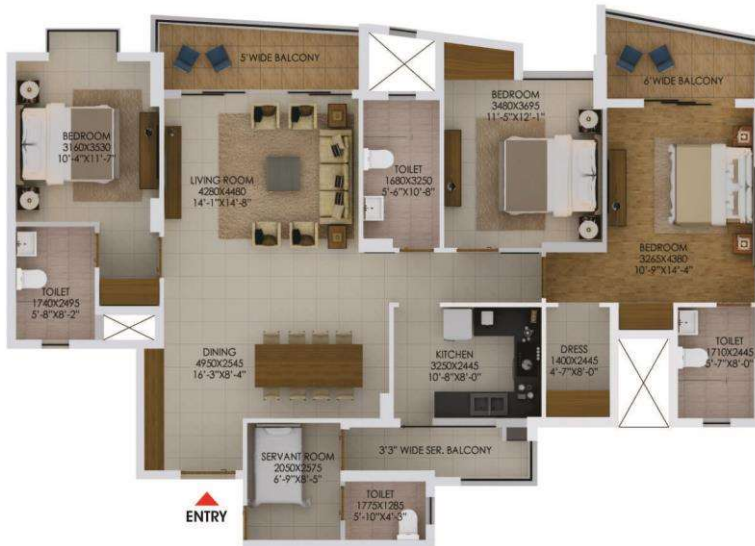 5'WIDE BALCONY
6'WIDE BALCONY
BEDROOM
3160X3530
10'-4"X11'-7"
LIVING ROOM
4280X4480
14'-1"X14'-8"
TOILET
1680X3250
5'-6"X10'-8"
BEDROOM
3480X3695
11'-5"X12'-1"
BEDROOM
3265X4380
10'-9"X14'-4"
TOILET
1740X2495
5'-8"X8'-2"
DINING
4950X2545
16'-3"X8'-4"
KITCHEN
3250X2445
10'-8"X8'-0"
DRESS
1400X2445
4'-7"X8'-0"
TOILET
1710X2445
5'-7"X8'-0"
SERVANT ROOM
2050X2575
6'-9"X8'-5"
3'3" WIDE SER. BALCONY
TOILET
1775X1285
5'-10"X4'-3"
ENTRY